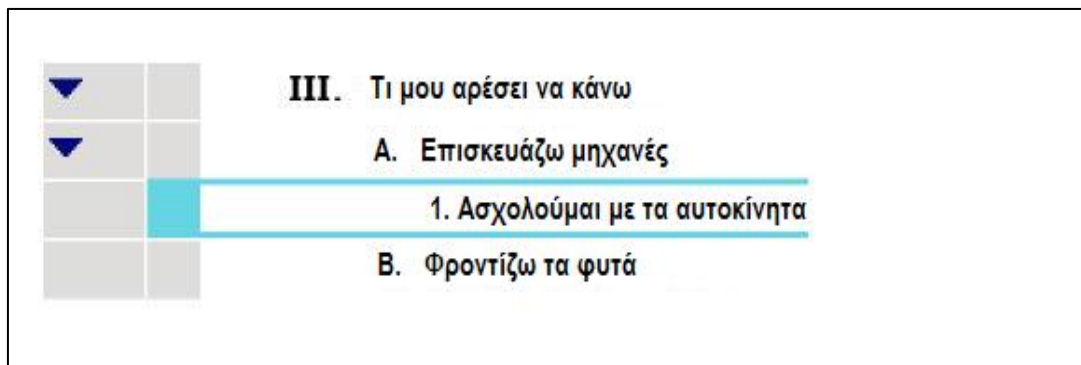 III. Τι μου αρέσει να κάνω
Α. Επισκευάζω μηχανές
1. Ασχολούμαι με τα αυτοκίνητα
Β. Φροντίζω τα φυτά